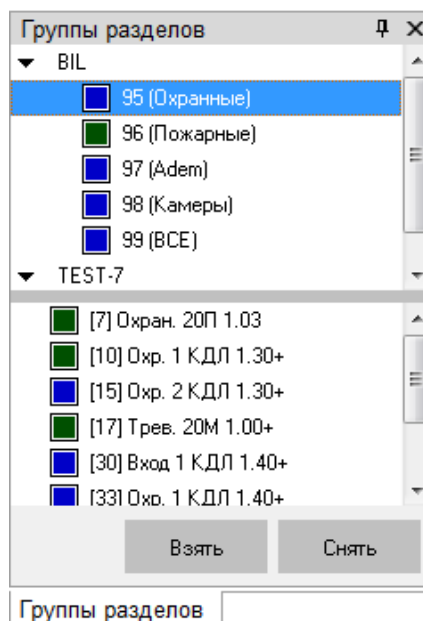 Группы разделов
BIL
95 (Охранные)
96 (Пожарные)
97 (Adem)
98 (Камеры)
99 (ВСЕ)
TEST-7
[7] Охран. 20П 1.03
[10] Охр. 1 КДЛ 1.30+
[15] Охр. 2 КДЛ 1.30+
[17] Трев. 20М 1.00+
[30] Вход 1 КДЛ 1.40+
[33] Охр. 1 КДЛ 1.40+
Взять Снять
Группы разделов